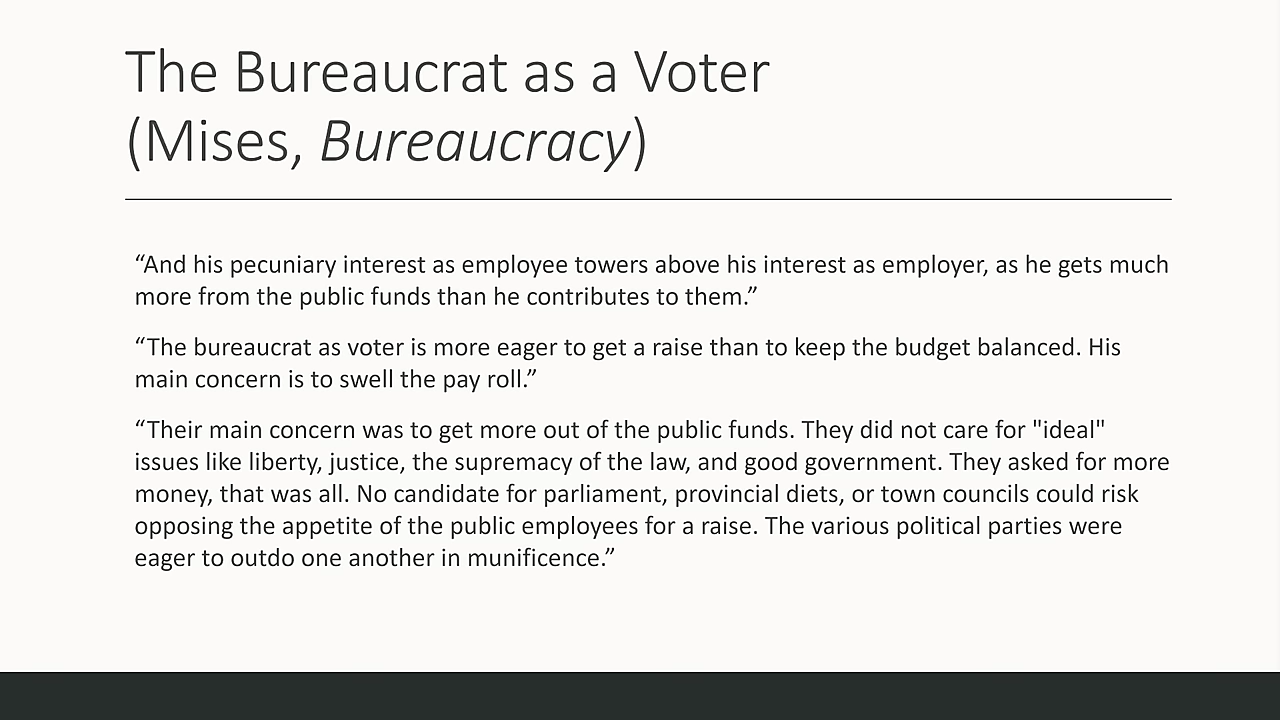 The Bureaucrat as a Voter
(Mises, Bureaucracy)
“And his pecuniary interest as employee towers above his interest as employer, as he gets much
more from the public funds than he contributes to them.”
“The bureaucrat as voter is more eager to get a raise than to keep the budget balanced. His
main concern is to swell the pay roll.”
“Their main concern was to get more out of the public funds. They did not care for "ideal"
issues like liberty, justice, the supremacy of the law, and good government. They asked for more
money, that was all. No candidate for parliament, provincial diets, or town councils could risk
opposing the appetite of the public employees for a raise. The various political parties were
eager to outdo one another in munificence.”